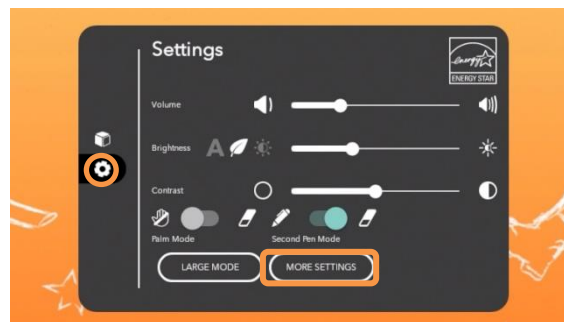 Settings
energy
ENERGY STAR
Volume
Brightness
A
Contrast
Palm Mode
Second Pen Mode
LARGE MODE
MORE SETTINGS